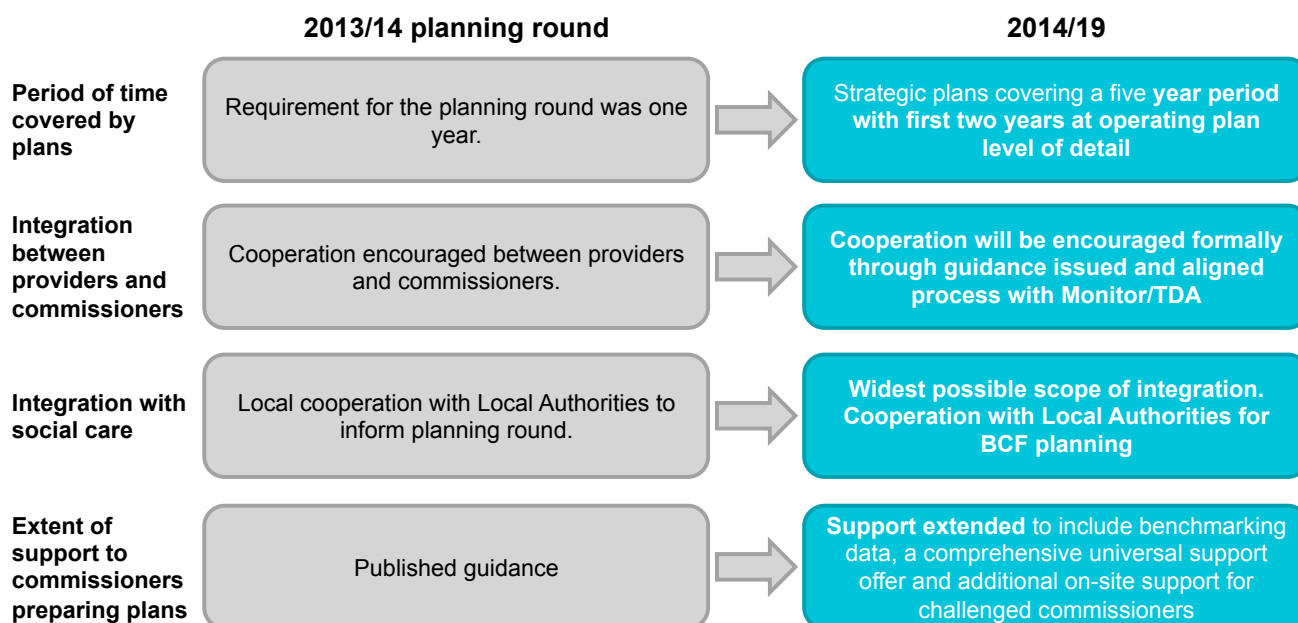 2013/14 planning round
2014/19
Period of time
covered by
plans
Requirement for the planning round was one
year.
Strategic plans covering a five year period
with first two years at operating plan
level of detail
Integration
between
providers and
commissioners
Cooperation encouraged between providers
and commissioners.
Cooperation will be encouraged formally
through guidance issued and aligned
process with Monitor/TDA
Integration with
social care
Local cooperation with Local Authorities to
inform planning round.
Widest possible scope of integration.
Cooperation with Local Authorities for
BCF planning
Extent of
support to
commissioners
preparing plans
Published guidance
Support extended to include benchmarking
data, a comprehensive universal support
offer and additional on-site support for
challenged commissioners